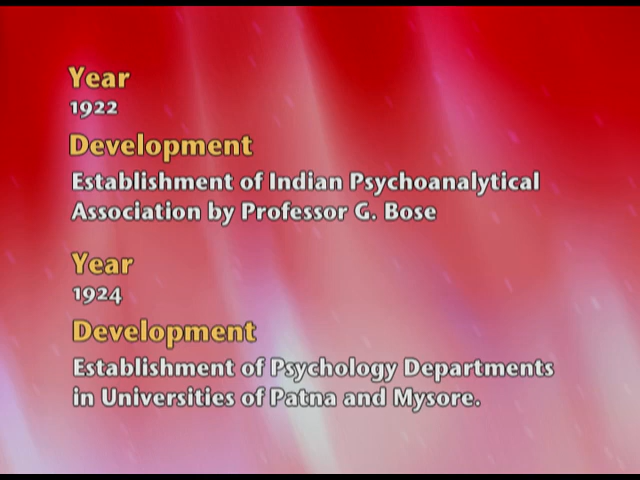 Year
1922
Development
Establishment of Indian Psychoanalytical
Association by Professor G. Bose
Year
1924
Development
Establishment of Psychology Departments
in Universities of Patna and Mysore.